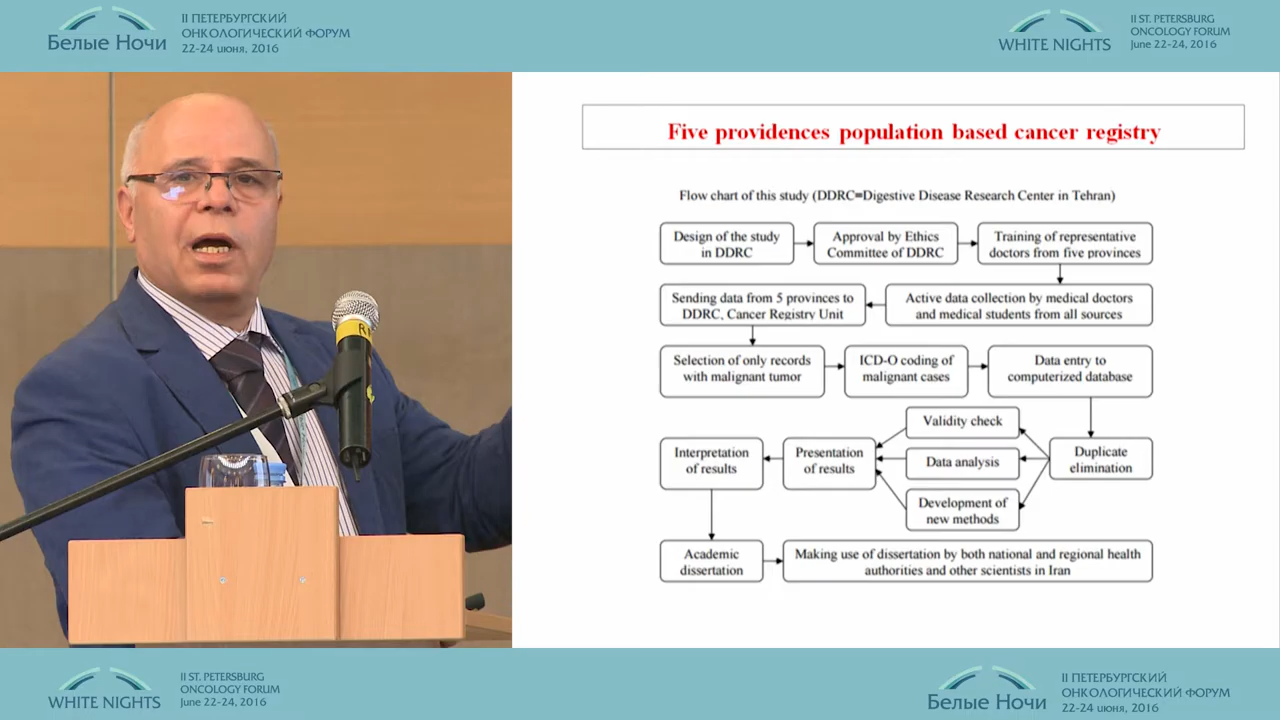 Белые Ночи
II ПЕТЕРБУРГСКИЙ
ОНКОЛОГИЧЕСКИЙ ФОРУМ
22-24 июня, 2016
WHITE NIGHTS
II ST. PETERSBURG
ONCOLOGY FORUM
June 22-24, 2016
Five providences population based cancer registry
Flow chart of this study (DDRC=Digestive Disease Research Center in Tehran)
Design of the study
in DDRC
Approval by Ethics
Committee of DDRC
Training of representative
doctors from five provinces
Sending data from 5 provinces to
DDRC, Cancer Registry Unit
Active data collection by medical doctors
and medical students from all sources
Selection of only records
with malignant tumor
ICD-O coding of
malignant cases
Data entry to
computerized database
Validity check
Interpretation
of results
Presentation
of results
Data analysis
Duplicate
elimination
Development of
new methods
Academic
dissertation
Making use of dissertation by both national and regional health
authorities and other scientists in Iran
WHITE NIGHTS
II ST. PETERSBURG
ONCOLOGY FORUM
June 22-24, 2016
Белые Ночи
II ПЕТЕРБУРГСКИЙ
ОНКОЛОГИЧЕСКИЙ ФОРУМ
22-24 июня, 2016